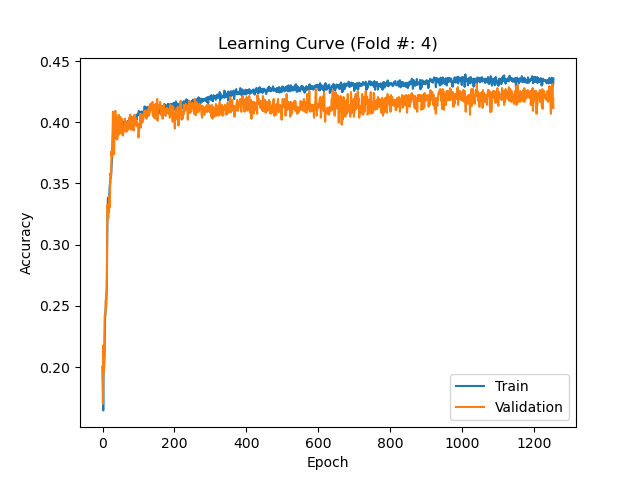 Learning Curve (Fold #: 4)
0.45
0.40
0.35
0.30
0.25
0.20
Accuracy
0 200 400 600 800 1000 1200
Epoch
Train
Validation